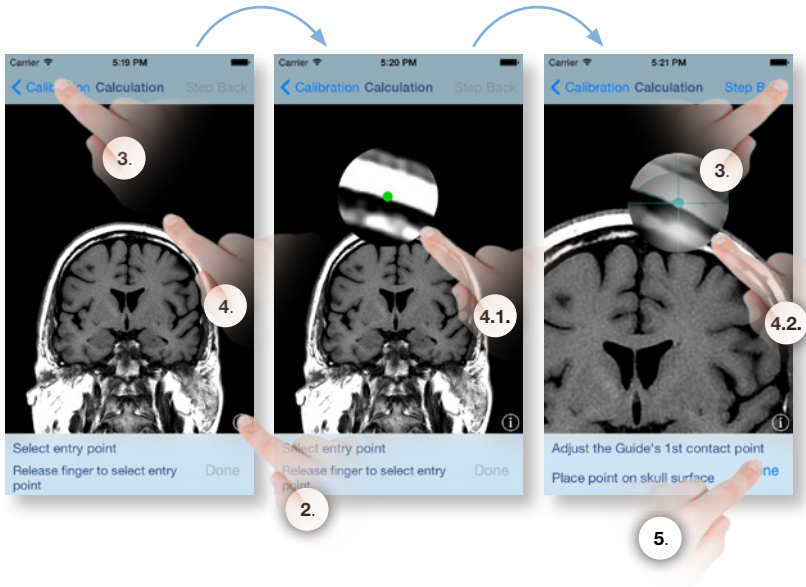 Carrier 5:19 PM
Calibration Calculation Step Back
3.
4.
Select entry point
Release finger to select entry
point
Done
2.
Carrier 5:20 PM
Calibration Calculation Step Back
4.1.
Select entry point
Release finger to select entry
point
Done
Carrier 5:21 PM
Calibration Calculation Step B
3.
4.2.
Adjust the Guide's 1st contact point
Place point on skull surface
ne
5.